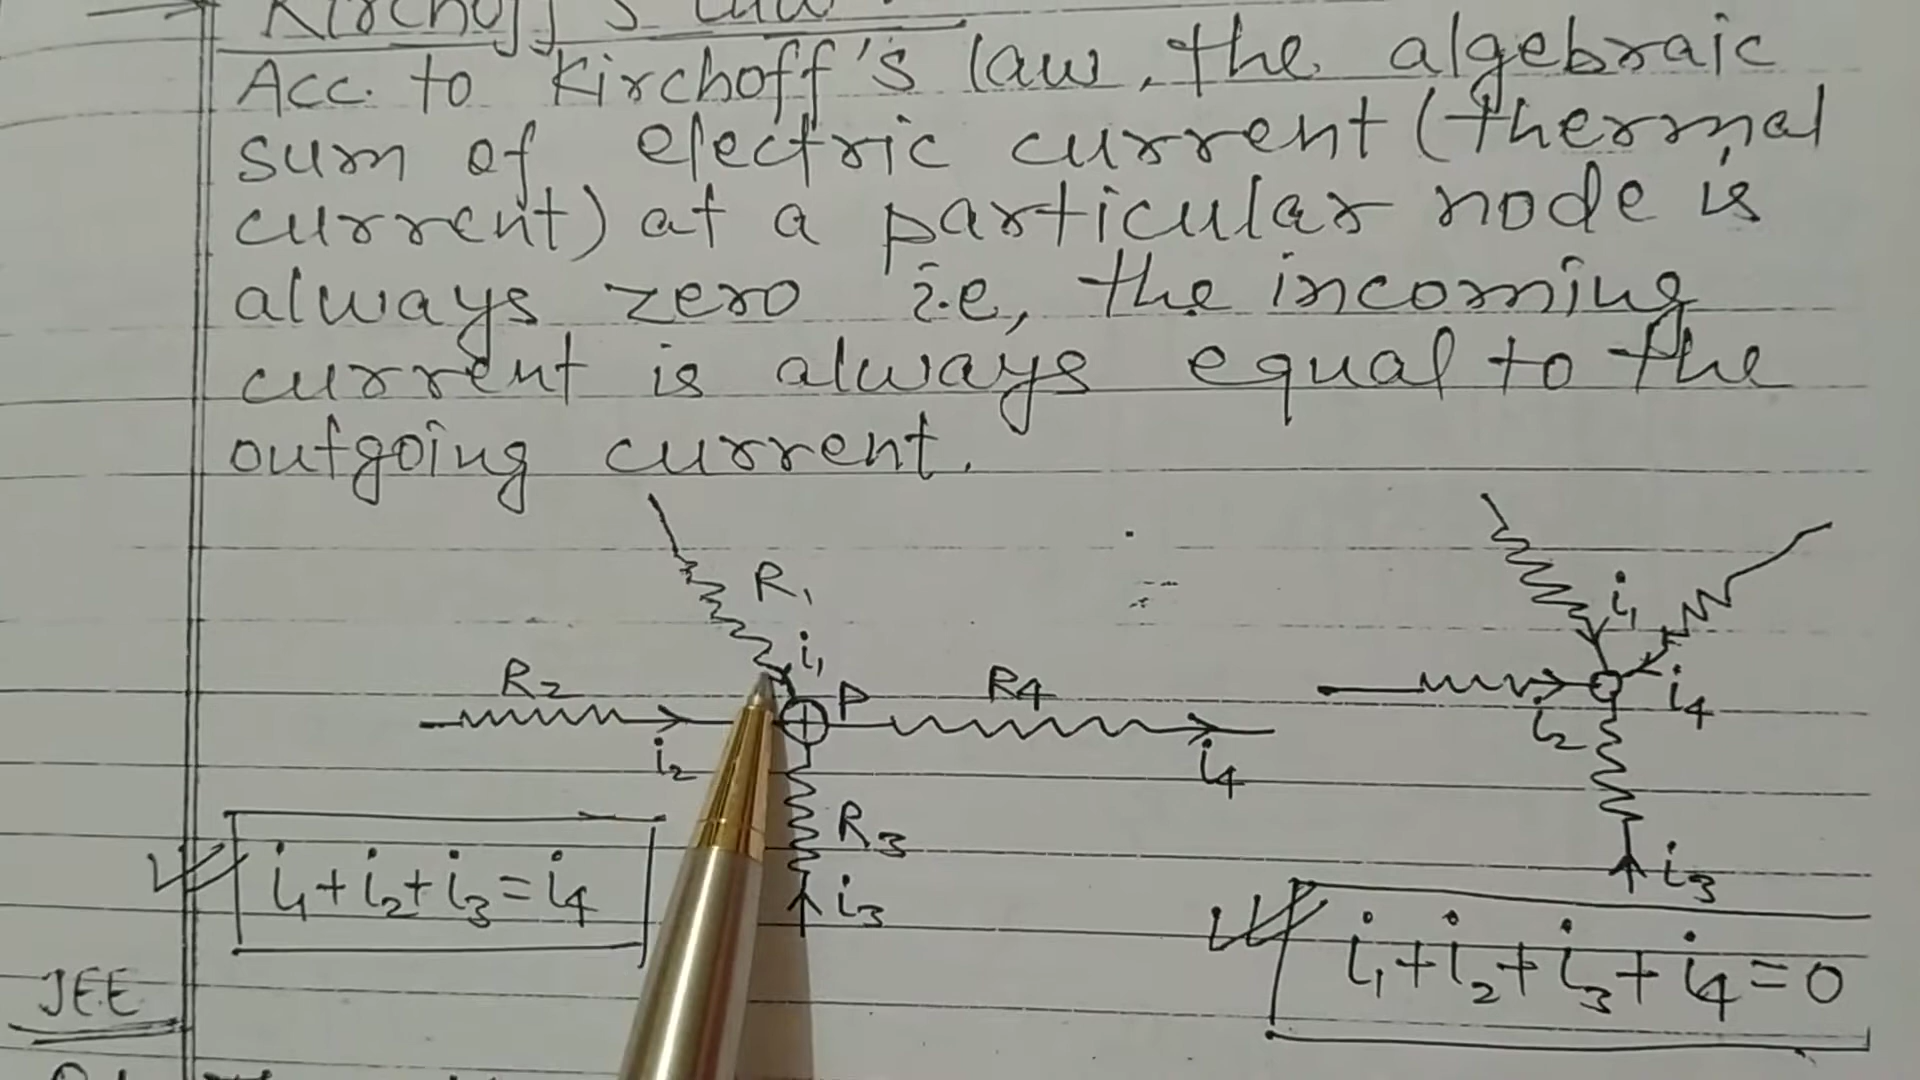 Kirchoff's Law
Acc. to Kirchoff's law, the algebraic
sum of electric current (thermal
current) at a particular node is
always zero i.e, the incoming
current is always equal to the
outgoing current.
R1
i1
R2
P
R4
i2
i4
R3
i3
i1+i2+i3=i4
i1
i4
i2
i3
i1+i2+i3+i4=0
JEE